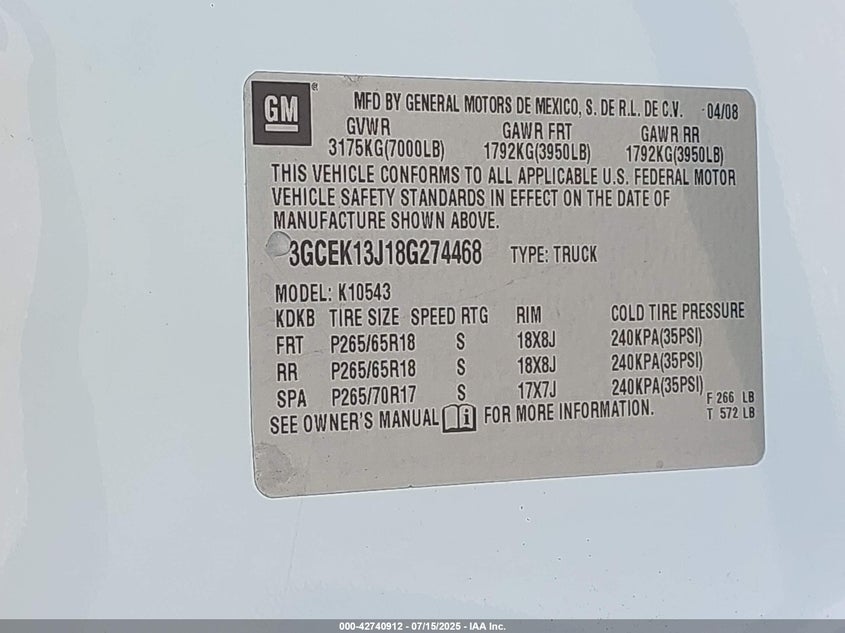 GM
MFD BY GENERAL MOTORS DE MEXICO, S. DE R.L. DE C.V. 04/08
GVWR GAWR FRT GAWR RR
3175KG(7000LB) 1792KG(3950LB) 1792KG(3950LB)
THIS VEHICLE CONFORMS TO ALL APPLICABLE U.S. FEDERAL MOTOR
VEHICLE SAFETY STANDARDS IN EFFECT ON THE DATE OF
MANUFACTURE SHOWN ABOVE.
3GCEK13J18G274468 TYPE: TRUCK
MODEL: K10543
KDKB TIRE SIZE SPEED RTG RIM COLD TIRE PRESSURE
FRT P265/65R18 S 18X8J 240KPA(35PSI)
RR P265/65R18 S 18X8J 240KPA(35PSI)
SPA P265/70R17 S 17X7J 240KPA(35PSI)
F 266 LB
SEE OWNER'S MANUAL i FOR MORE INFORMATION.
T 572 LB
000-42740912 - 07/15/2025 - IAA Inc.